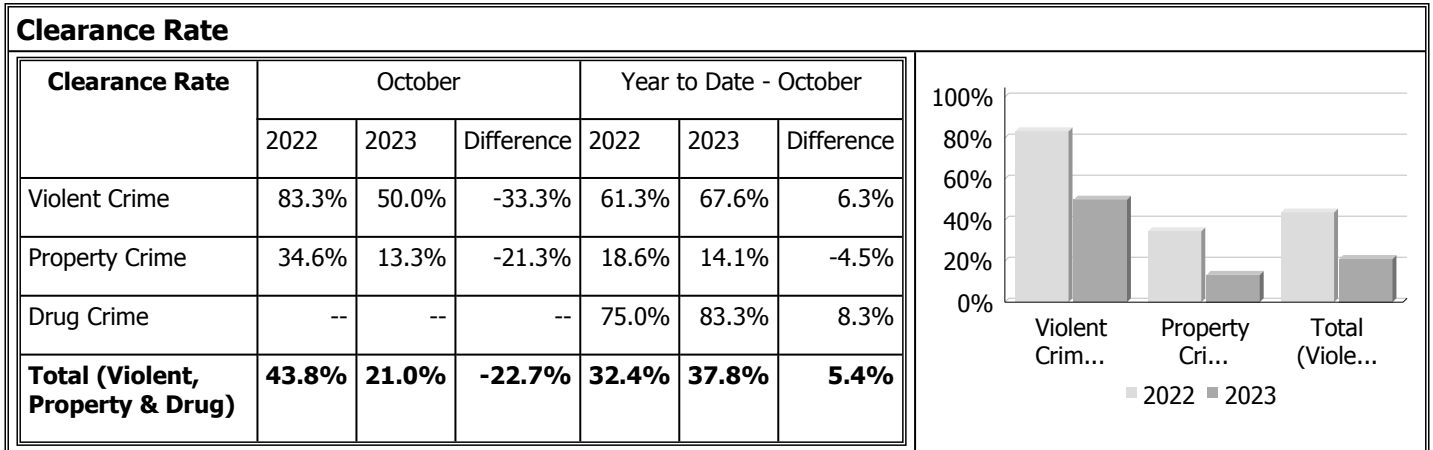 Clearance Rate
Clearance Rate October Year to Date - October
2022 2023 Difference 2022 2023 Difference
Violent Crime 83.3% 50.0% -33.3% 61.3% 67.6% 6.3%
Property Crime 34.6% 13.3% -21.3% 18.6% 14.1% -4.5%
Drug Crime -- -- -- 75.0% 83.3% 8.3%
Total (Violent, 43.8% 21.0% -22.7% 32.4% 37.8% 5.4%
Property & Drug)
100%
80%
60%
40%
20%
0%
Violent Property Total
Crim... Cri... (Viole...
2022 2023